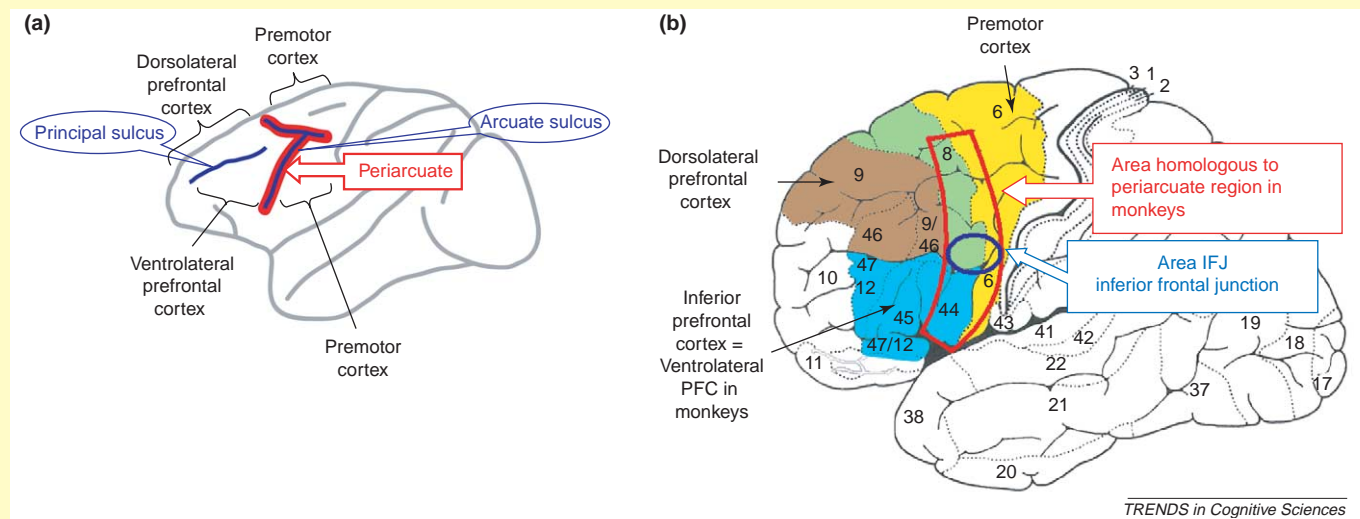 (a)
Premotor
cortex
Dorsolateral
prefrontal
cortex
Principal sulcus
Arcuate sulcus
Periarcuate
Ventrolateral
prefrontal
cortex
Premotor
cortex
(b)
Premotor
cortex
3 1
2
6
8
Dorsolateral
prefrontal
cortex
9
9/
46
46
Area homologous to
periarcuate region in
monkeys
Area IFJ
inferior frontal junction
10
47
12
6
45
44
47/12
11
Inferior
prefrontal
cortex =
Ventrolateral
PFC in
monkeys
43
41
42
22
19
18
17
37
21
38
20
TRENDS in Cognitive Sciences